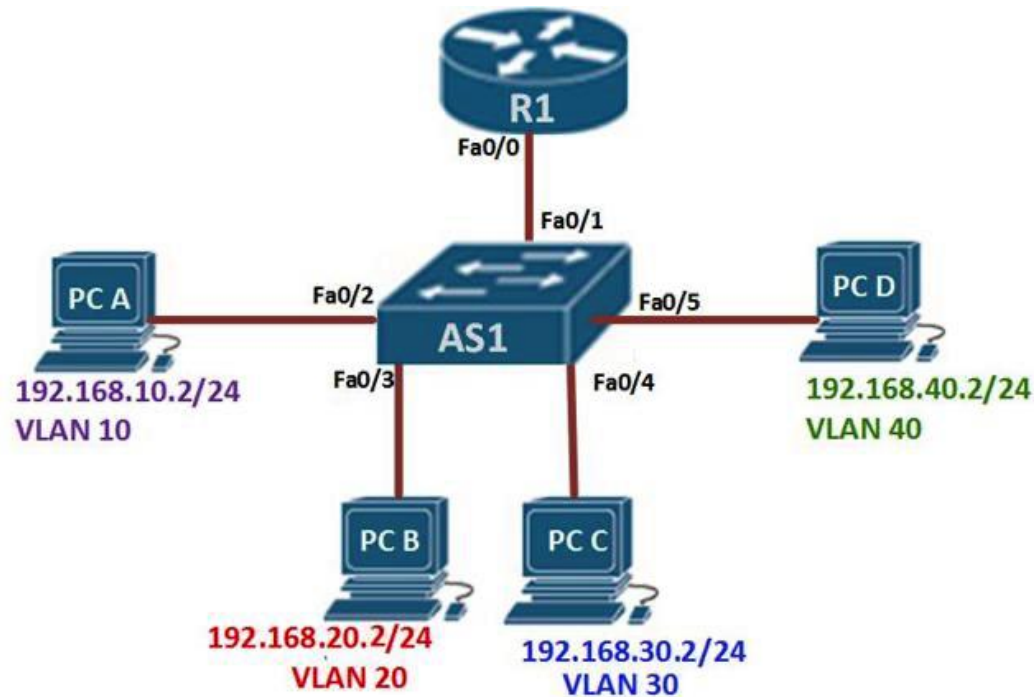 R1
Fa0/0
Fa0/1
PC A
Fa0/2
AS1
Fa0/5
PC D
Fa0/3
Fa0/4
192.168.10.2/24
VLAN 10
192.168.40.2/24
VLAN 40
PC B
PC C
192.168.20.2/24
VLAN 20
192.168.30.2/24
VLAN 30